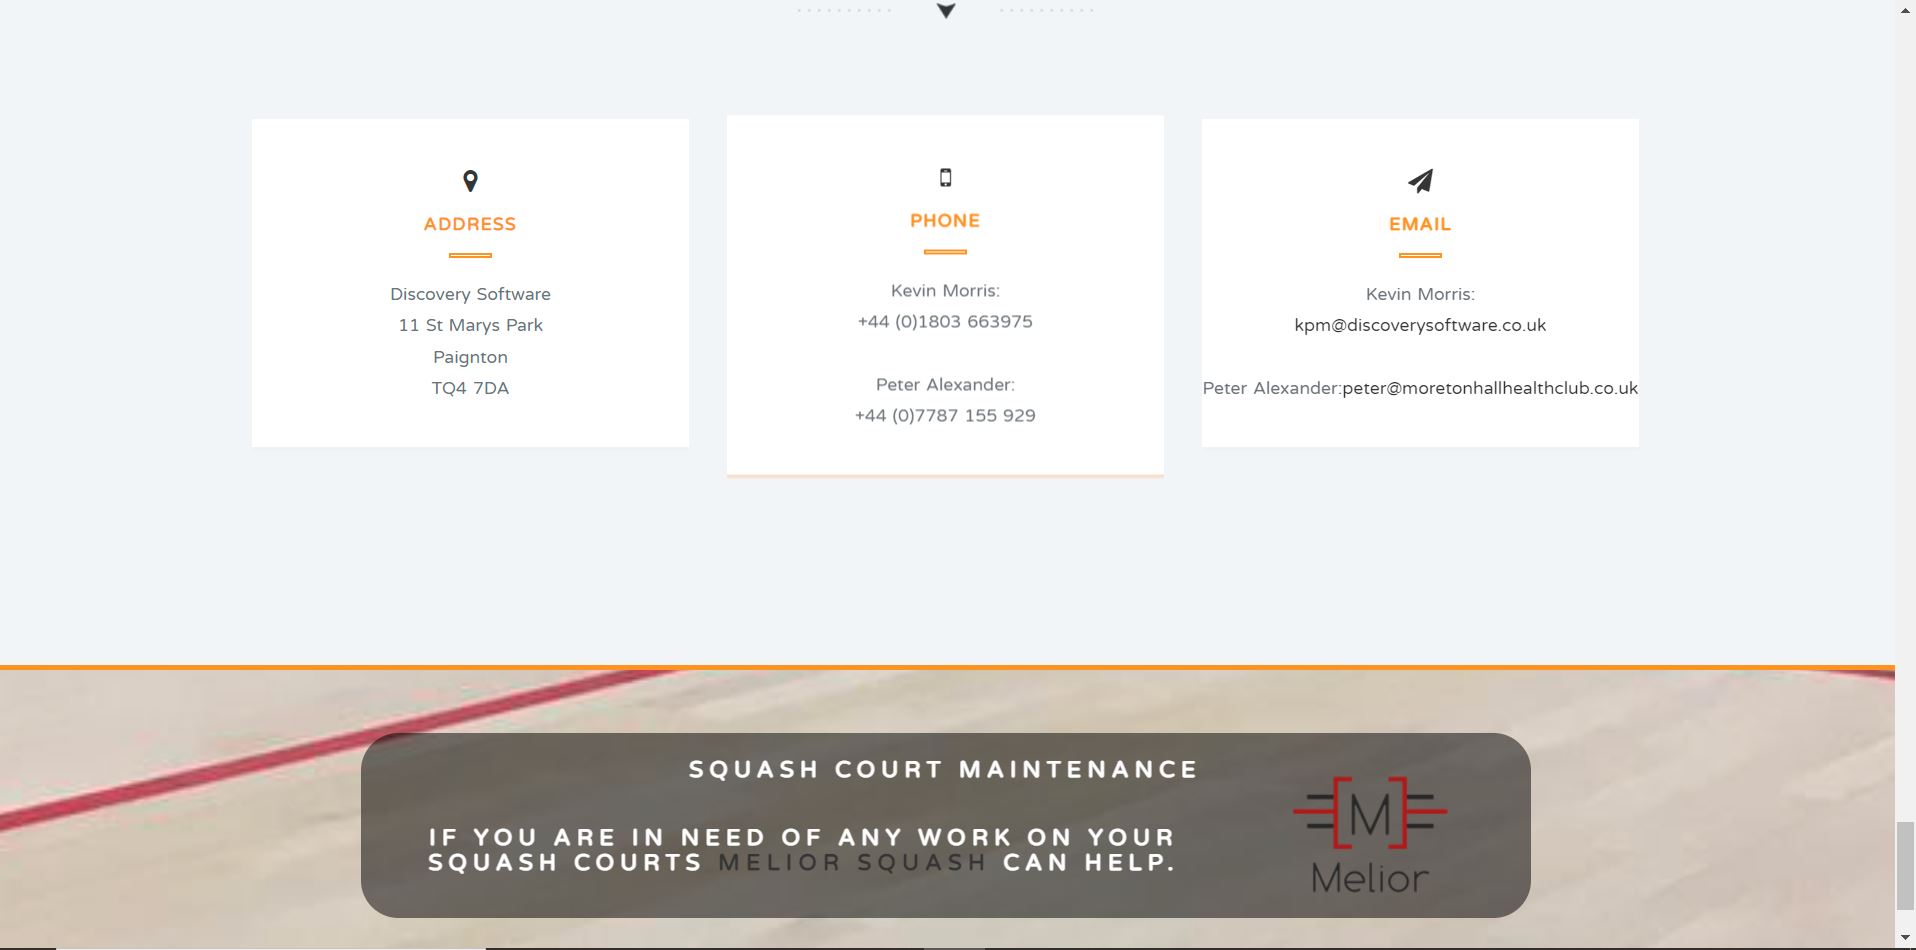 ADDRESS
Discovery Software
11 St Marys Park
Paignton
TQ4 7DA
PHONE
Kevin Morris:
+44 (0)1803 663975
Peter Alexander:
+44 (0)7787 155 929
EMAIL
Kevin Morris:
kpm@discoverysoftware.co.uk
Peter Alexander:peter@moretonhallhealthclub.co.uk
SQUASH COURT MAINTENANCE
IF YOU ARE IN NEED OF ANY WORK ON YOUR
SQUASH COURTS MELIOR SQUASH CAN HELP.
M
Melior